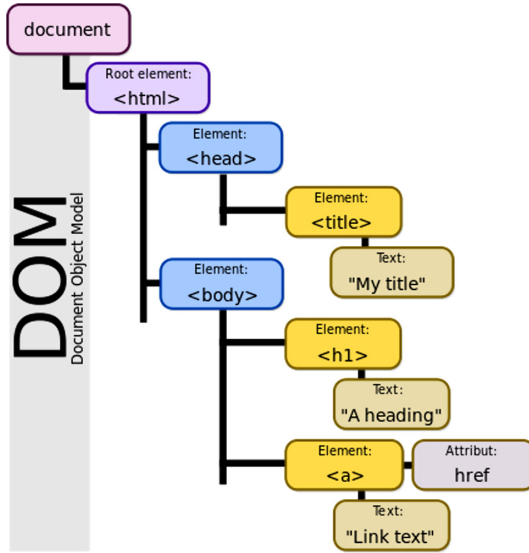 document
Root element:
<html>
Element:
<head>
Element:
<title>
Text:
"My title"
DOM
Document Object Model
Element:
<body>
Element:
<h1>
Text:
"A heading"
Element:
<a>
Attribut:
href
Text:
"Link text"